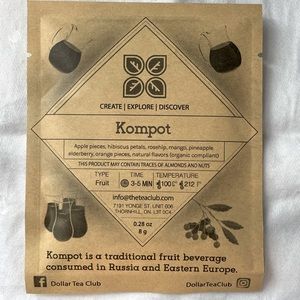 CREATE | EXPLORE | DISCOVER
Kompot
Apple pieces, hibiscus petals, rosehip, mango, pineapple
elderberry, orange pieces, natural flavors (organic compliant)
THIS PRODUCT MAY CONTAIN TRACES OF ALMONDS AND NUTS
TYPE TIME TEMPERATURE
Fruit 3-5 MIN 100C 212 F
info@theteaclub.com
7191 YONGE ST. UNIT 606
THORNHILL, ON. L3T 0C4
0.28 oz
8 g
Kompot is a traditional fruit beverage
consumed in Russia and Eastern Europe.
Dollar Tea Club DollarTeaClub